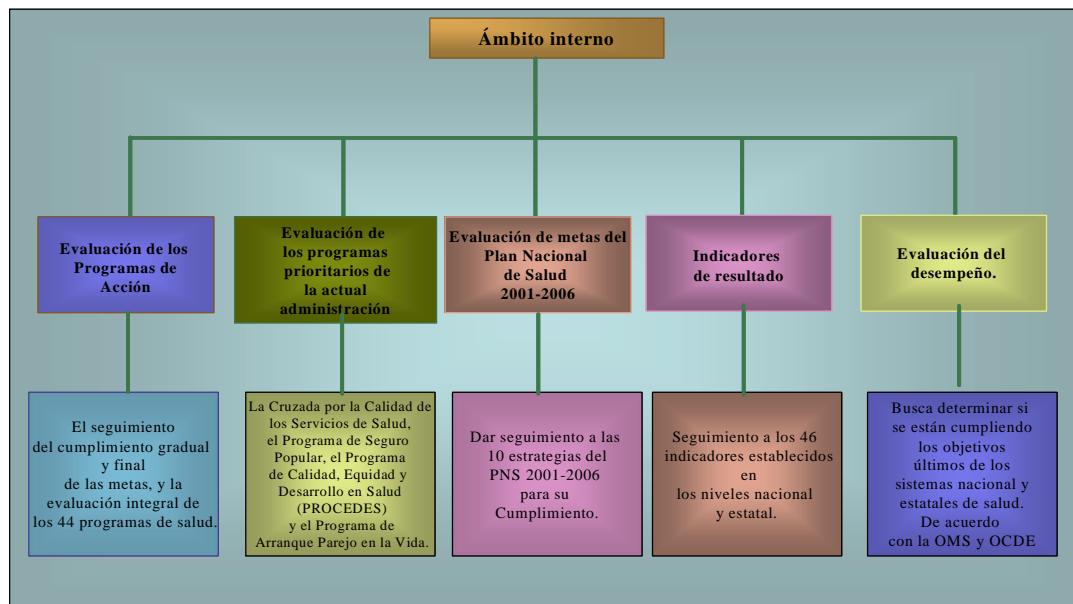 Ámbito interno
Evaluación de los
Programas de
Acción
Evaluación de
los programas
prioritarios de
la actual
administración
Evaluación de metas del
Plan Nacional
de Salud
2001-2006
Indicadores
de resultado
Evaluación del
desempeño.
El seguimiento
del cumplimiento gradual
y final
de las metas, y la
evaluación integral de
los 44 programas de salud.
La Cruzada por la Calidad de
los Servicios de Salud,
el Programa de Seguro
Popular, el Programa
de Calidad, Equidad y
Desarrollo en Salud
(PROCEDES)
y el Programa de
Arranque Parejo en la Vida.
Dar seguimiento a las
10 estrategias del
PNS 2001-2006
para su
Cumplimiento.
Seguimiento a los 46
indicadores establecidos
en
los niveles nacional
y estatal.
Busca determinar si
se están cumpliendo
los objetivos
últimos de los
sistemas nacional y
estatales de salud.
De acuerdo
con la OMS y OCDE